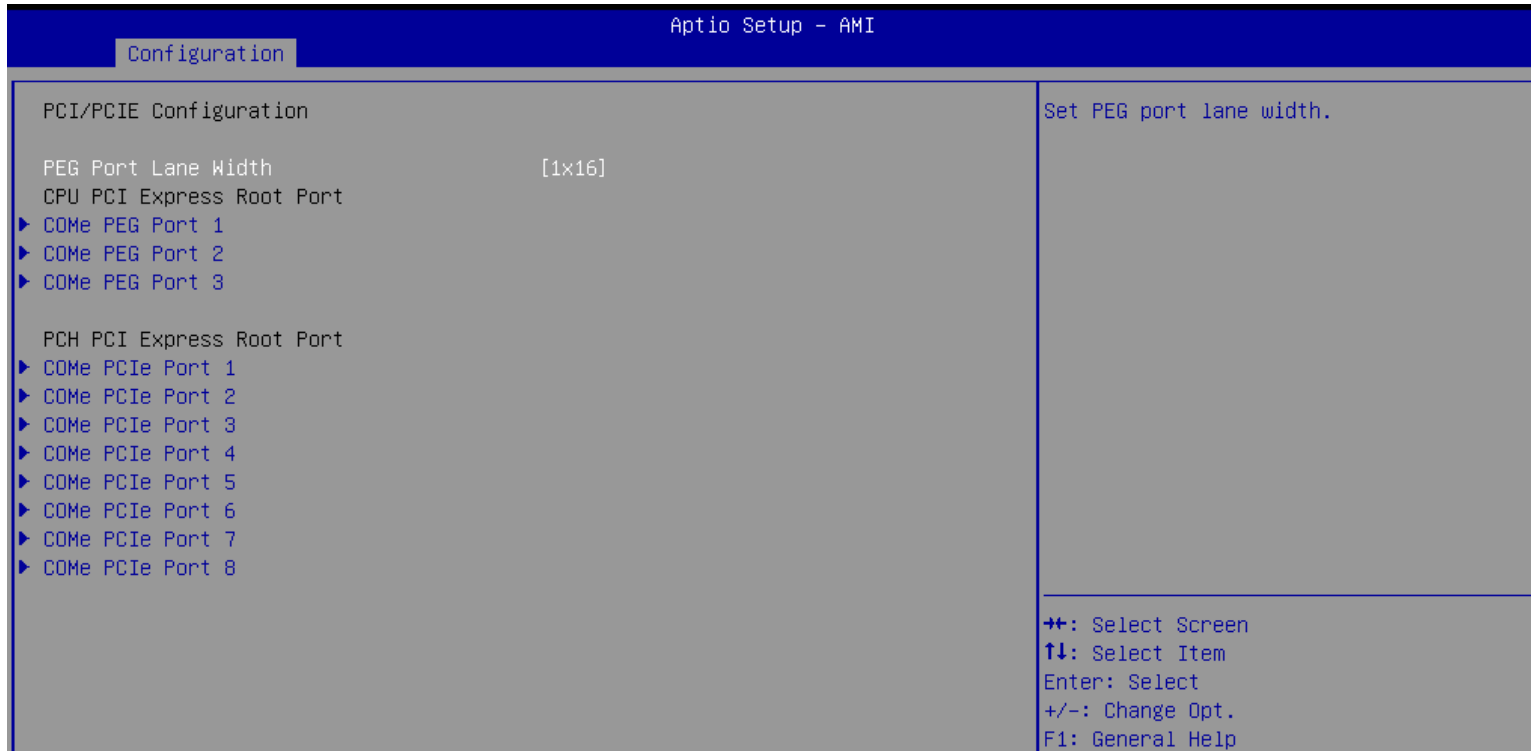 Aptio Setup – AMI
Configuration
PCI/PCIE Configuration
PEG Port Lane Width [1x16]
CPU PCI Express Root Port
▶ COMe PEG Port 1
▶ COMe PEG Port 2
▶ COMe PEG Port 3
PCH PCI Express Root Port
▶ COMe PCIe Port 1
▶ COMe PCIe Port 2
▶ COMe PCIe Port 3
▶ COMe PCIe Port 4
▶ COMe PCIe Port 5
▶ COMe PCIe Port 6
▶ COMe PCIe Port 7
▶ COMe PCIe Port 8
Set PEG port lane width.
→←: Select Screen
↑↓: Select Item
Enter: Select
+/-: Change Opt.
F1: General Help